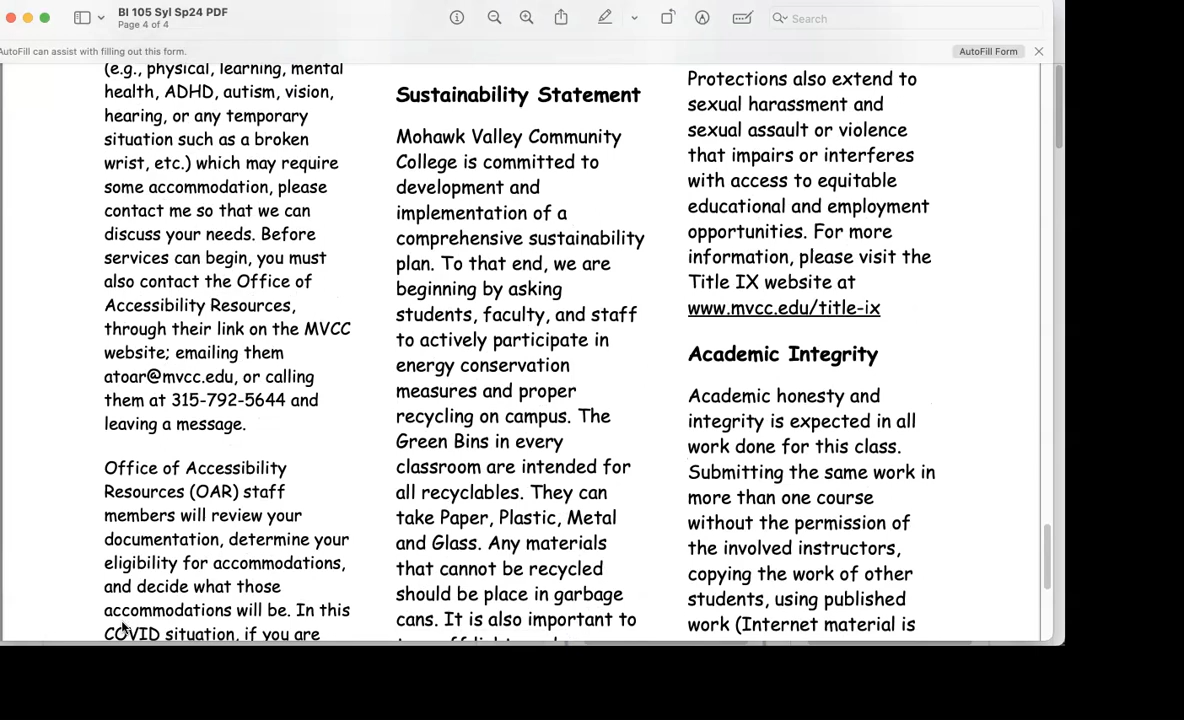 BI 105 Syl Sp24 PDF
Page 4 of 4
Search
AutoFill can assist with filling out this form.
AutoFill Form
(e.g., physical, learning, mental
health, ADHD, autism, vision,
hearing, or any temporary
situation such as a broken
wrist, etc.) which may require
some accommodation, please
contact me so that we can
discuss your needs. Before
services can begin, you must
also contact the Office of
Accessibility Resources,
through their link on the MVCC
website; emailing them
atoar@mvcc.edu, or calling
them at 315-792-5644 and
leaving a message.
Office of Accessibility
Resources (OAR) staff
members will review your
documentation, determine your
eligibility for accommodations,
and decide what those
accommodations will be. In this
COVID situation, if you are
Sustainability Statement
Mohawk Valley Community
College is committed to
development and
implementation of a
comprehensive sustainability
plan. To that end, we are
beginning by asking
students, faculty, and staff
to actively participate in
energy conservation
measures and proper
recycling on campus. The
Green Bins in every
classroom are intended for
all recyclables. They can
take Paper, Plastic, Metal
and Glass. Any materials
that cannot be recycled
should be place in garbage
cans. It is also important to
Protections also extend to
sexual harassment and
sexual assault or violence
that impairs or interferes
with access to equitable
educational and employment
opportunities. For more
information, please visit the
Title IX website at
www.mvcc.edu/title-ix
Academic Integrity
Academic honesty and
integrity is expected in all
work done for this class.
Submitting the same work in
more than one course
without the permission of
the involved instructors,
copying the work of other
students, using published
work (Internet material is